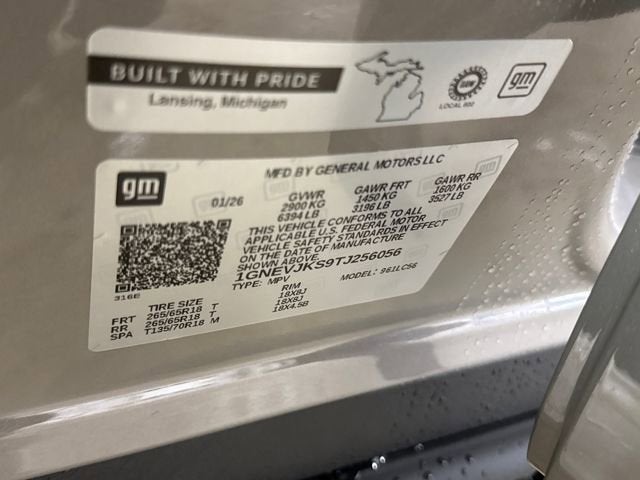 BUILT WITH PRIDE
Lansing, Michigan
UAW
LOCAL 602
gm
gm
MFD BY GENERAL MOTORS LLC
01/26
GVWR
2900 KG
6394 LB
GAWR FRT
1450 KG
3196 LB
GAWR RR
1600 KG
3527 LB
THIS VEHICLE CONFORMS TO ALL
APPLICABLE U.S. FEDERAL MOTOR
VEHICLE SAFETY STANDARDS IN EFFECT
ON THE DATE OF MANUFACTURE
SHOWN ABOVE.
1GNEVJKS9TJ256056
TYPE: MPV
MODEL: 981LC56
316E
TIRE SIZE
RIM
FRT 265/65R18 T 18X8J
RR 265/65R18 T 18X8J
SPA T135/70R18 M 18X4.5B